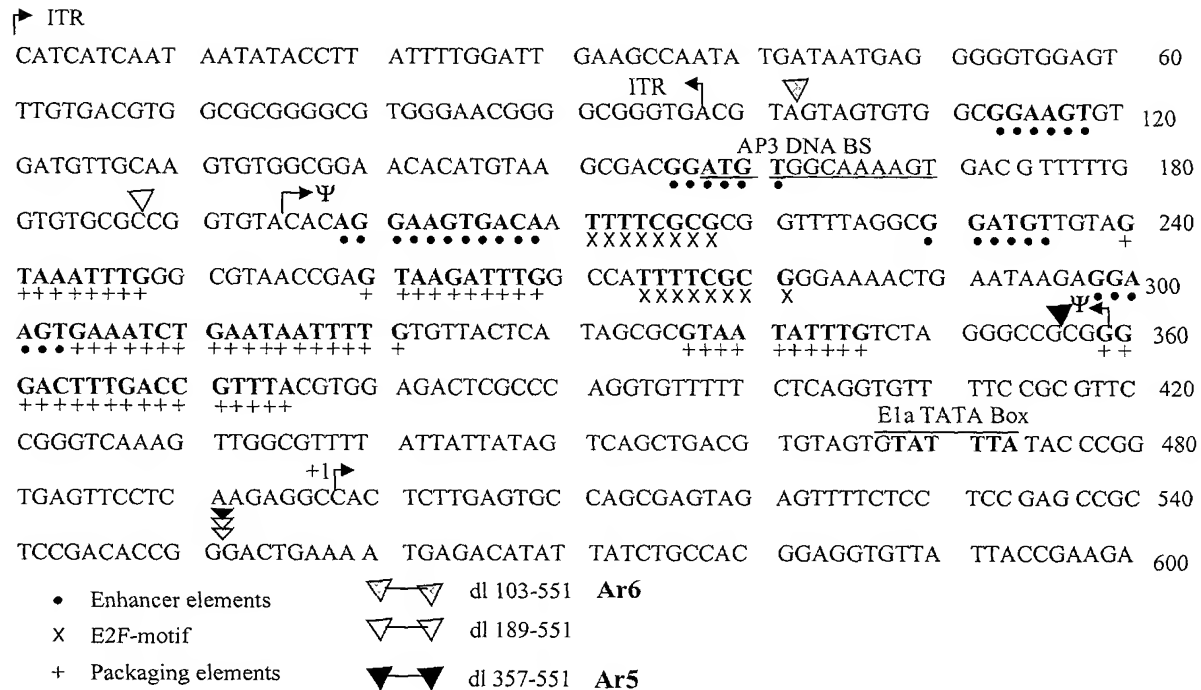 ITR
CATCATCAAT AATATACCTT ATTTTGGATT GAAGCCAATA TGATAATGAG GGGGTGGAGT 60
ITR
TTGTGACGTG GCGCGGGGCG TGGGAACGGG GCGGGTGACG TAGTAGTGTG GCGGAAGTGT 120
AP3 DNA BS
GATGTTGCAA GTGTGGCGGA ACACATGTAA GCGACGGATG TGGCAAAAGT GAC G TTTTTG 180
Ψ
GTGTGCGCCG GTGTACACAG GAAGTGACAA TTTTCGCGCG GTTTTAGGCG GATGTTGTAG 240
XXXXXXXX
+
TAAATTTGGG CGTAACCGAG TAAGATTTGG CCATTTTCGC GGGAAAACTG AATAAGAGGA 300
++++++++ + +++++++++ XXXXXXX X
Ψ
AGTGAAATCT GAATAATTTT GTGTTACTCA TAGCGCGTAA TATTTGTCTA GGGCCGCGGG 360
+++++++ ++++++++++ + ++++ ++++++ ++
GACTTTGACC GTTTACGTGG AGACTCGCCC AGGTGTTTTT CTCAGGTGTT TTC CGC GTTC 420
++++++++++ +++++
E1a TATA Box
CGGGTCAAAG TTGGCGTTTT ATTATTATAG TCAGCTGACG TGTAGTGTAT TTA TACCCGG 480
+1
TGAGTTCCTC AAGAGGCCAC TCTTGAGTGC CAGCGAGTAG AGTTTTCTCC TCC GAG CCGC 540
TCCGACACCG GGACTGAAAA TGAGACATAT TATCTGCCAC GGAGGTGTTA TTACCGAAGA 600
• Enhancer elements dl 103-551 Ar6
X E2F-motif dl 189-551
+ Packaging elements dl 357-551 Ar5